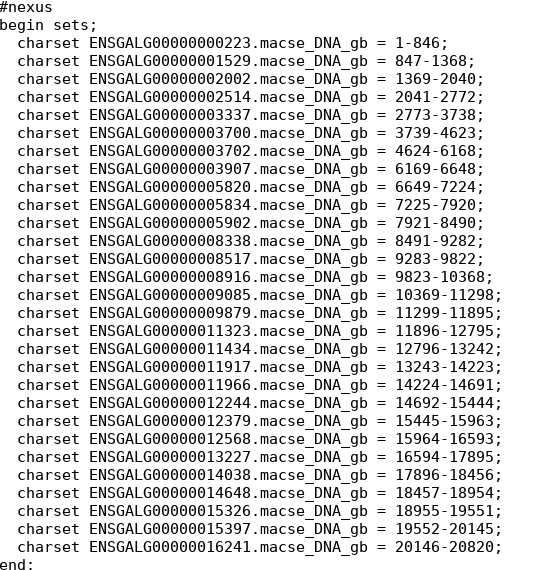 #nexus
begin sets;
  charset ENSGALG00000000223.macse_DNA_gb = 1-846;
  charset ENSGALG00000001529.macse_DNA_gb = 847-1368;
  charset ENSGALG00000002002.macse_DNA_gb = 1369-2040;
  charset ENSGALG00000002514.macse_DNA_gb = 2041-2772;
  charset ENSGALG00000003337.macse_DNA_gb = 2773-3738;
  charset ENSGALG00000003700.macse_DNA_gb = 3739-4623;
  charset ENSGALG00000003702.macse_DNA_gb = 4624-6168;
  charset ENSGALG00000003907.macse_DNA_gb = 6169-6648;
  charset ENSGALG00000005820.macse_DNA_gb = 6649-7224;
  charset ENSGALG00000005834.macse_DNA_gb = 7225-7920;
  charset ENSGALG00000005902.macse_DNA_gb = 7921-8490;
  charset ENSGALG00000008338.macse_DNA_gb = 8491-9282;
  charset ENSGALG00000008517.macse_DNA_gb = 9283-9822;
  charset ENSGALG00000008916.macse_DNA_gb = 9823-10368;
  charset ENSGALG00000009085.macse_DNA_gb = 10369-11298;
  charset ENSGALG00000009879.macse_DNA_gb = 11299-11895;
  charset ENSGALG00000011323.macse_DNA_gb = 11896-12795;
  charset ENSGALG00000011434.macse_DNA_gb = 12796-13242;
  charset ENSGALG00000011917.macse_DNA_gb = 13243-14223;
  charset ENSGALG00000011966.macse_DNA_gb = 14224-14691;
  charset ENSGALG00000012244.macse_DNA_gb = 14692-15444;
  charset ENSGALG00000012379.macse_DNA_gb = 15445-15963;
  charset ENSGALG00000012568.macse_DNA_gb = 15964-16593;
  charset ENSGALG00000013227.macse_DNA_gb = 16594-17895;
  charset ENSGALG00000014038.macse_DNA_gb = 17896-18456;
  charset ENSGALG00000014648.macse_DNA_gb = 18457-18954;
  charset ENSGALG00000015326.macse_DNA_gb = 18955-19551;
  charset ENSGALG00000015397.macse_DNA_gb = 19552-20145;
  charset ENSGALG00000016241.macse_DNA_gb = 20146-20820;
end: